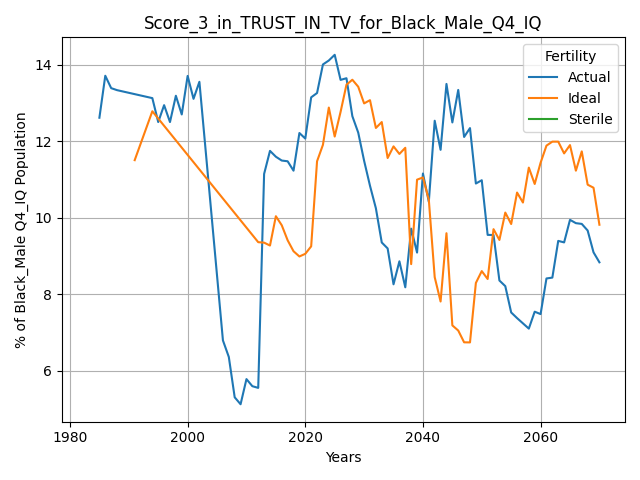 Score_3_in_TRUST_IN_TV_for_Black_Male_Q4_IQ
% of Black_Male Q4_IQ Population
14
12
10
8
6
Fertility
Actual
Ideal
Sterile
1980 2000 2020 2040 2060
Years